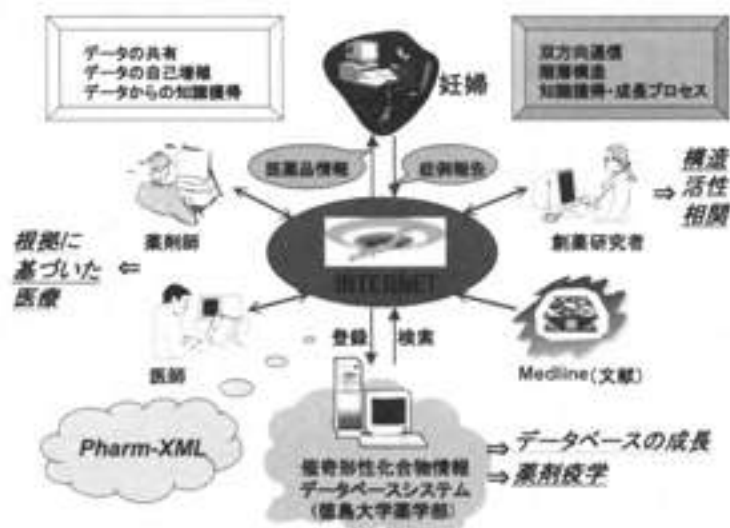 データの共有
データの自己増殖
データからの知識獲得
妊婦
双方向通信
階層構造
知識獲得・成長プロセス
医薬品情報
症例報告
薬剤師
創薬研究者
⇒
構造
活性
相関
根拠に
基づいた
医療
⇐
INTERNET
医師
登録
検索
Medline(文献)
Pharm-XML
催奇形性化合物情報
データベースシステム
(徳島大学薬学部)
⇒ データベースの成長
⇒ 薬剤疫学